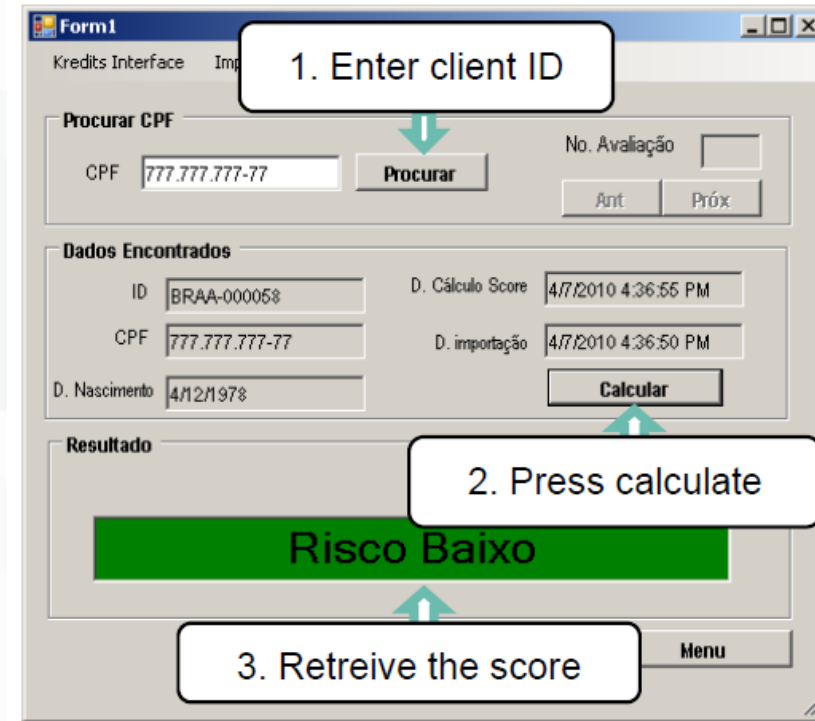 Form1
Kredits Interface Imp
1. Enter client ID
Procurar CPF
CPF 777.777.777-77 Procurar
No. Avaliação
Ant Próx
Dados Encontrados
ID BRAA-000058
D. Cálculo Score 4/7/2010 4:36:55 PM
CPF 777.777.777-77
D. importação 4/7/2010 4:36:50 PM
D. Nascimento 4/12/1978
Calcular
Resultado
2. Press calculate
Risco Baixo
3. Retreive the score
Menu